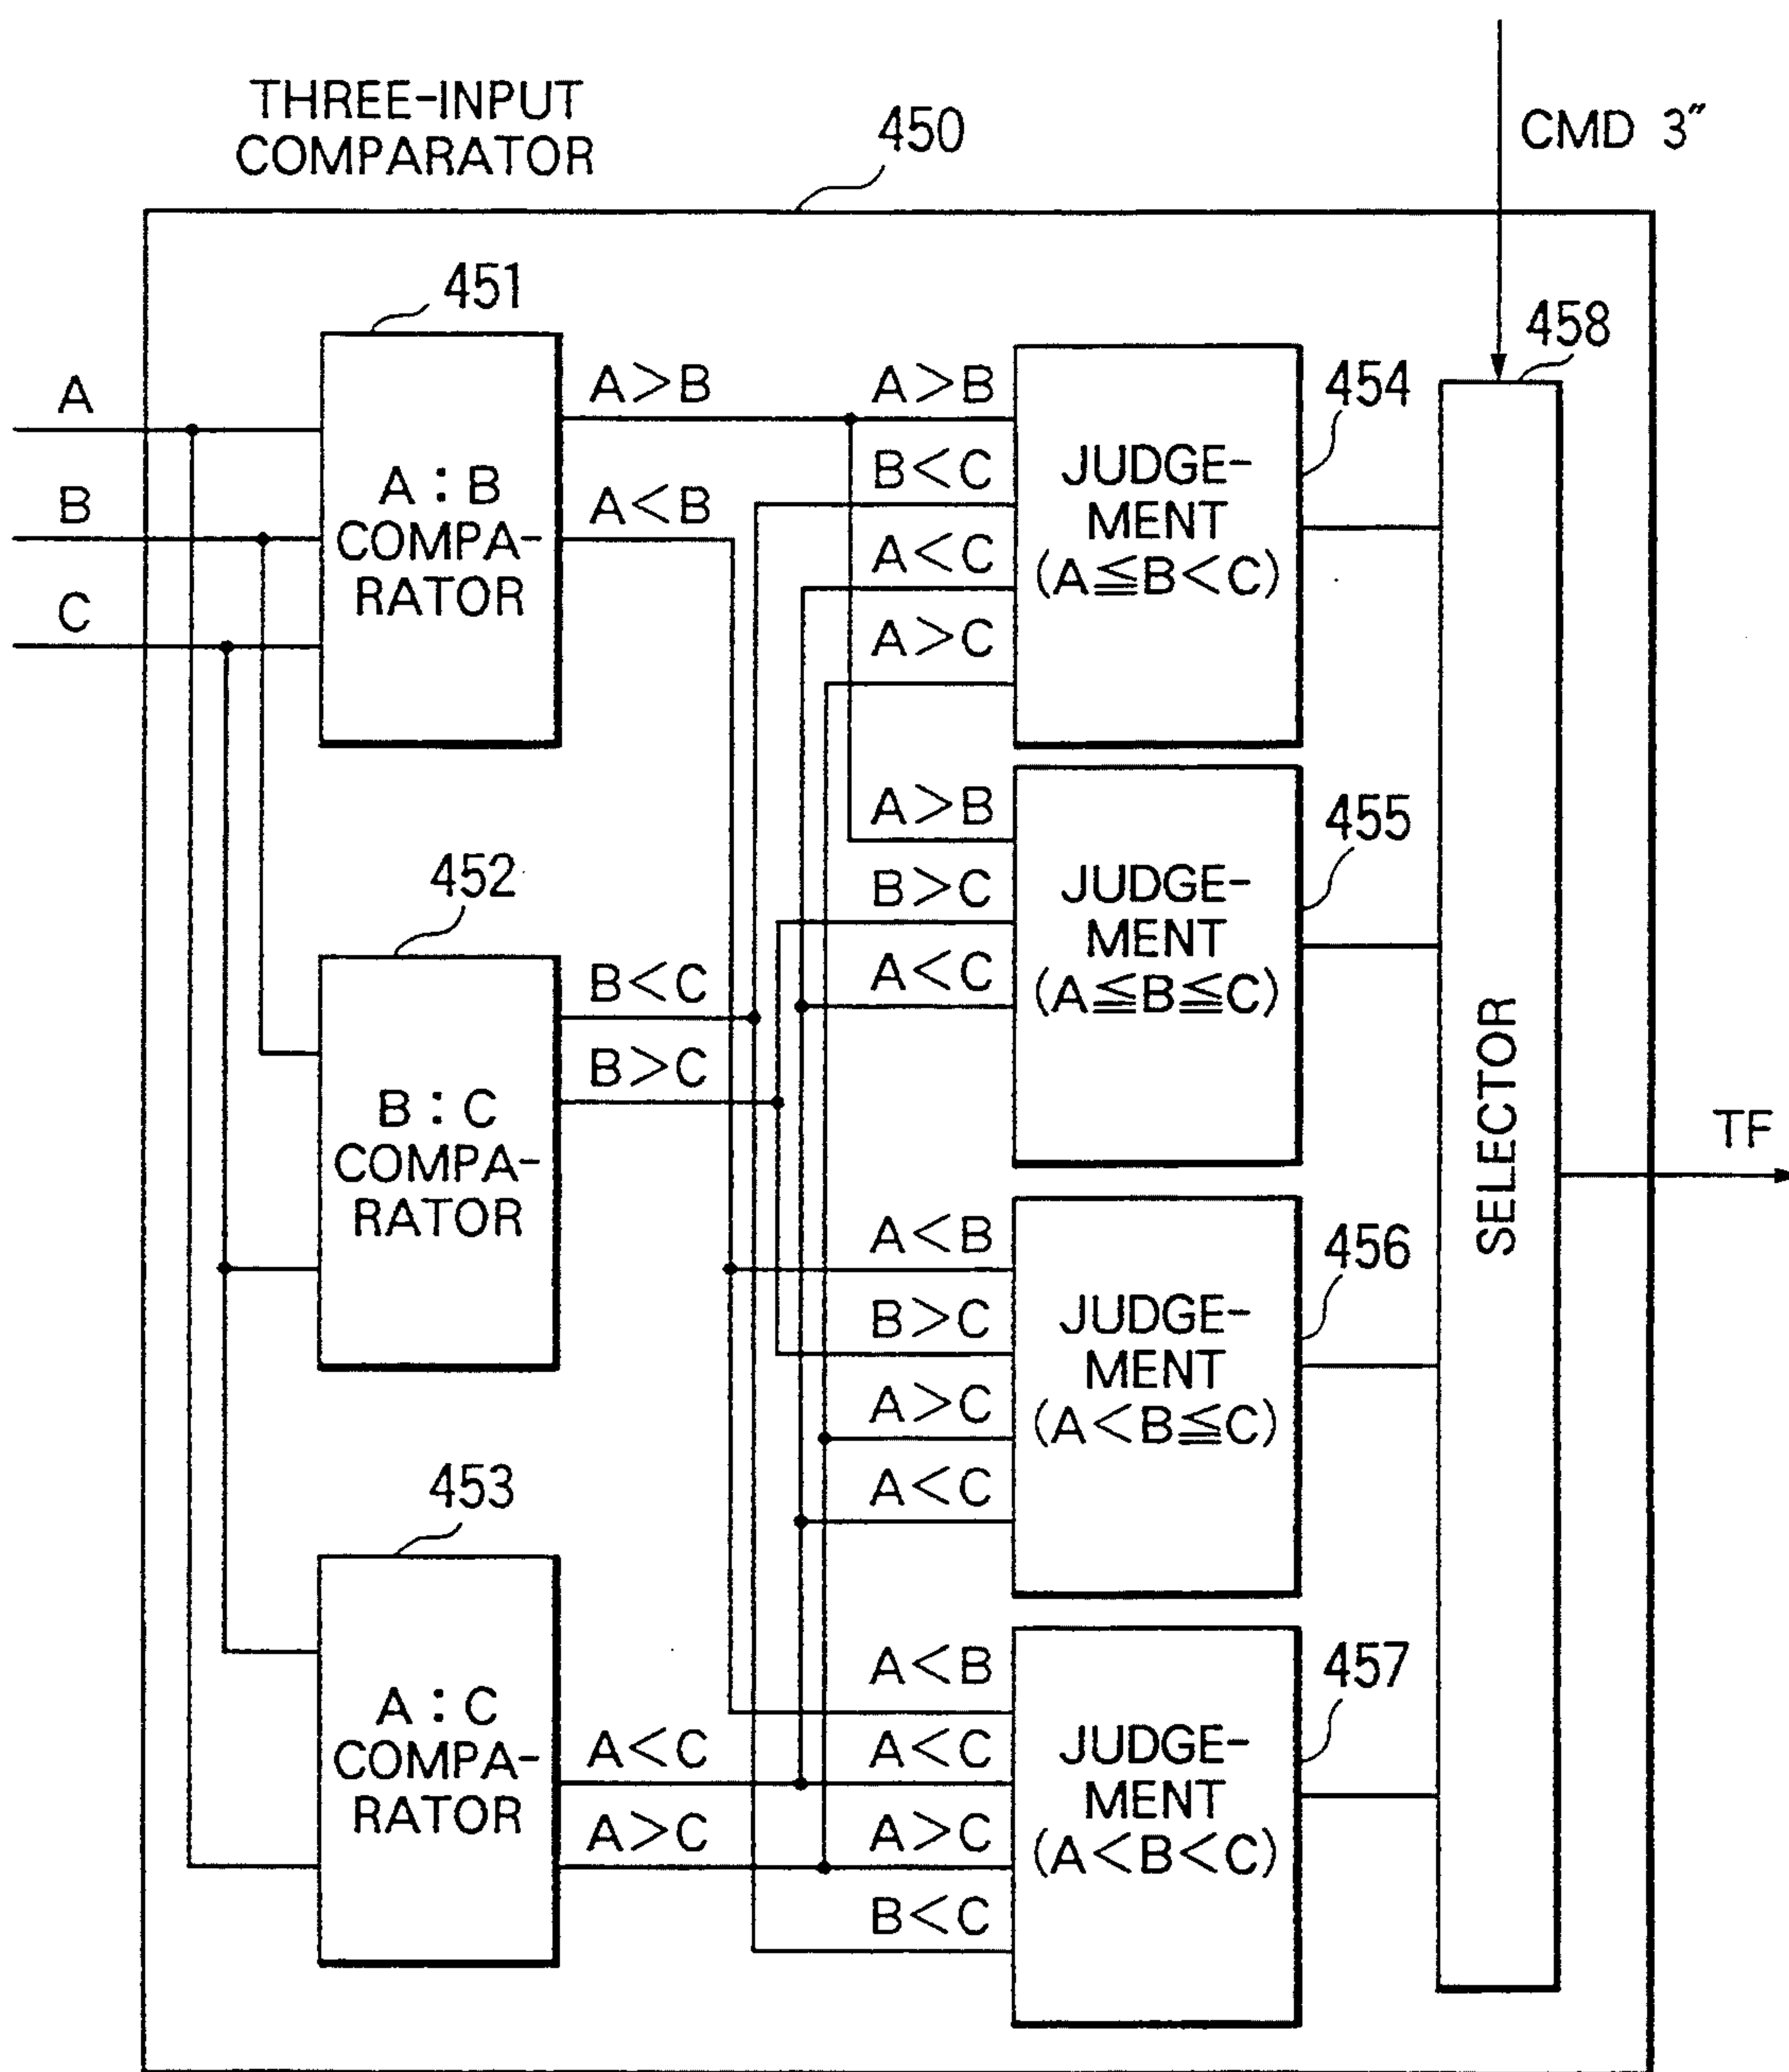 THREE-INPUT
COMPARATOR
450
CMD 3″
451
458
A
B
C
A : B
COMPA-
RATOR
A>B
A<B
A>B
B<C
A<C
A>C
JUDGE-
MENT
(A≦B<C)
454
452
B : C
COMPA-
RATOR
B<C
B>C
A>B
B>C
A<C
JUDGE-
MENT
(A≦B≦C)
455
SELECTOR
TF
A<B
B>C
A>C
A<C
JUDGE-
MENT
(A<B≦C)
456
453
A : C
COMPA-
RATOR
A<C
A>C
A<B
A<C
A>C
B<C
JUDGE-
MENT
(A<B<C)
457